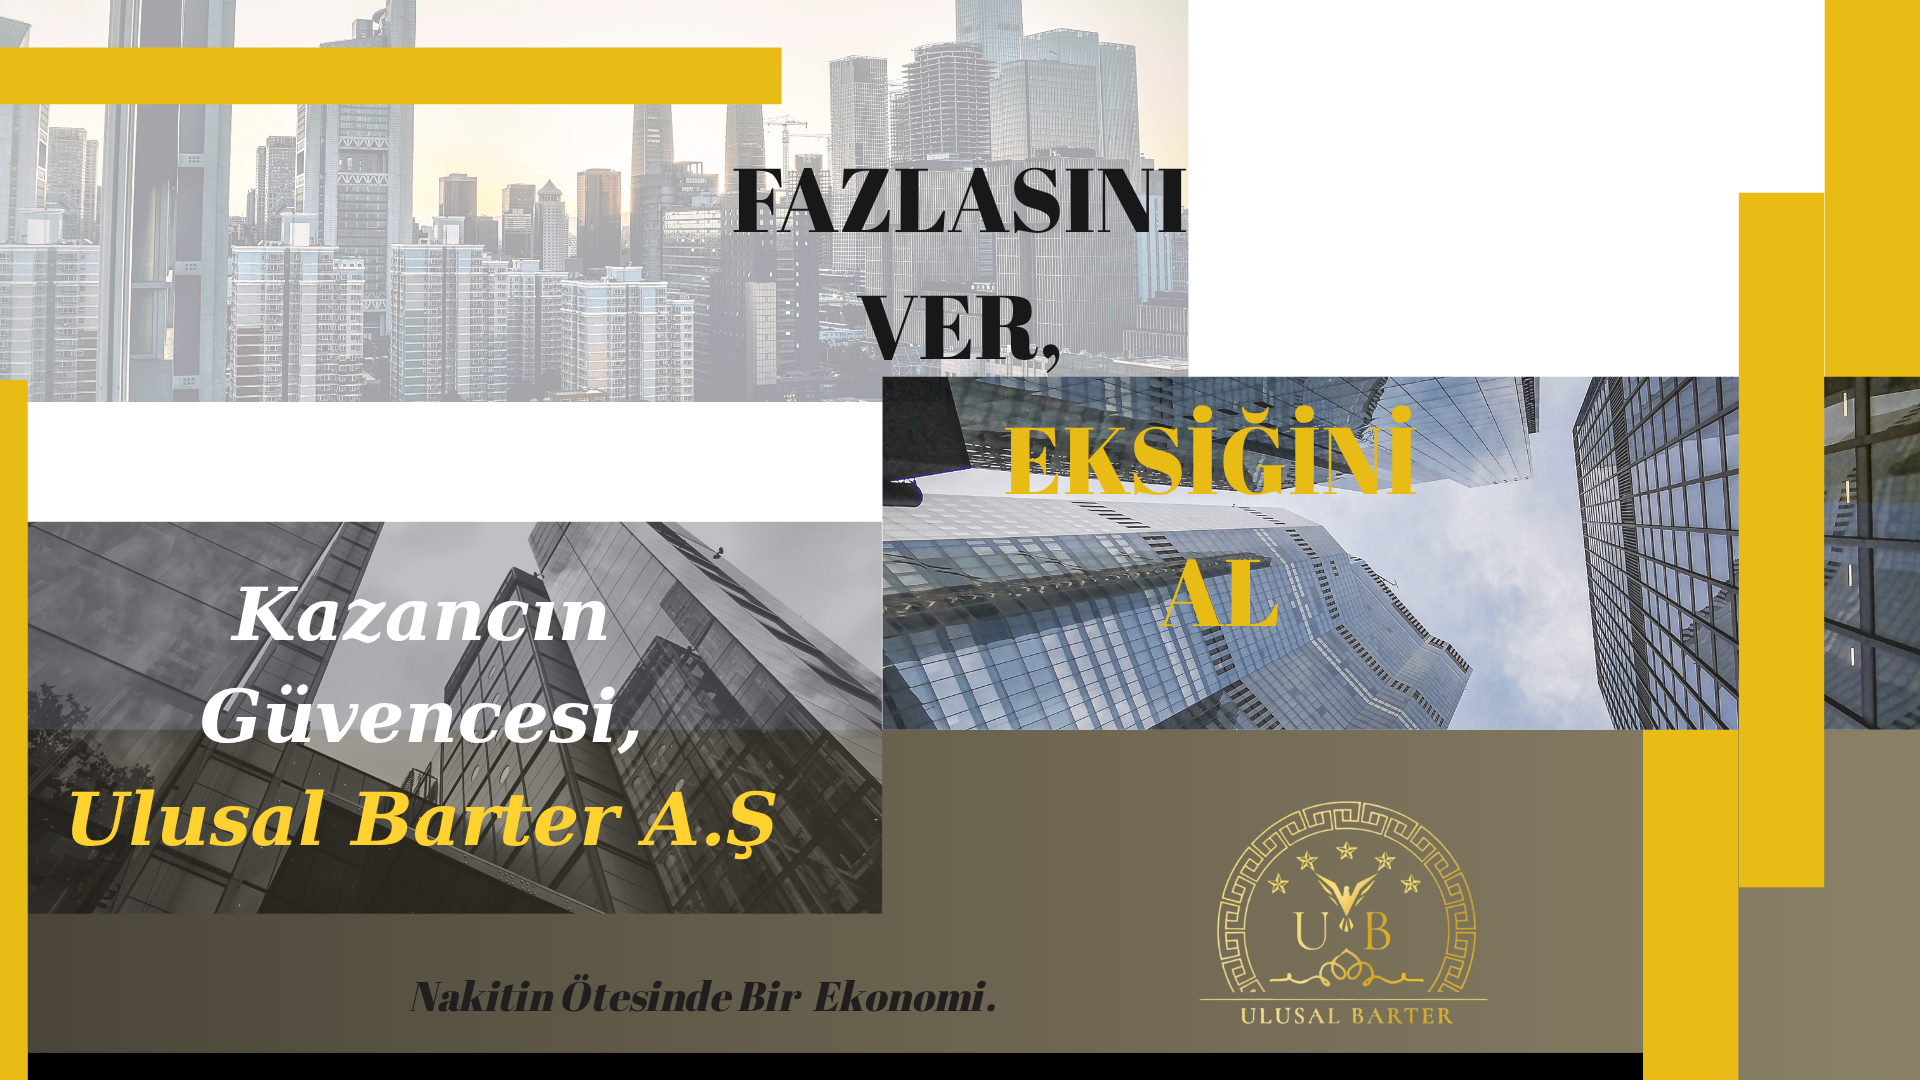 FAZLASINI
VER,
EKSİĞİNİ
AL
Kazancın
Güvencesi,
Ulusal Barter A.Ş
Nakitin Ötesinde Bir Ekonomi.
U B
ULUSAL BARTER